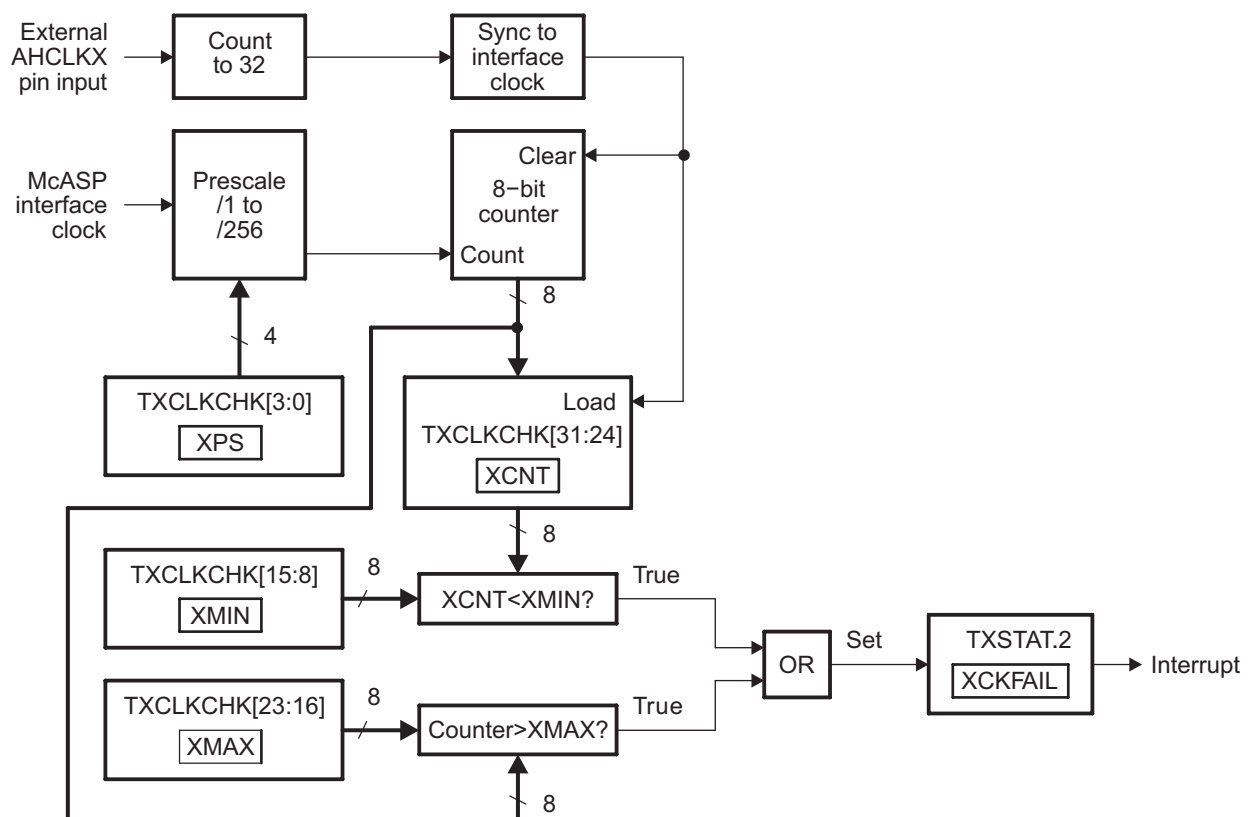 External
AHCLKX
pin input
Count
to 32
Sync to
interface
clock
McASP
interface
clock
Prescale
/1 to
/256
Clear
8−bit
counter
Count
8
4
TXCLKCHK[3:0]
XPS
Load
TXCLKCHK[31:24]
XCNT
8
TXCLKCHK[15:8]
XMIN
8
XCNT<XMIN?
True
TXCLKCHK[23:16]
XMAX
8
Counter>XMAX?
True
8
OR
Set
TXSTAT.2
XCKFAIL
Interrupt